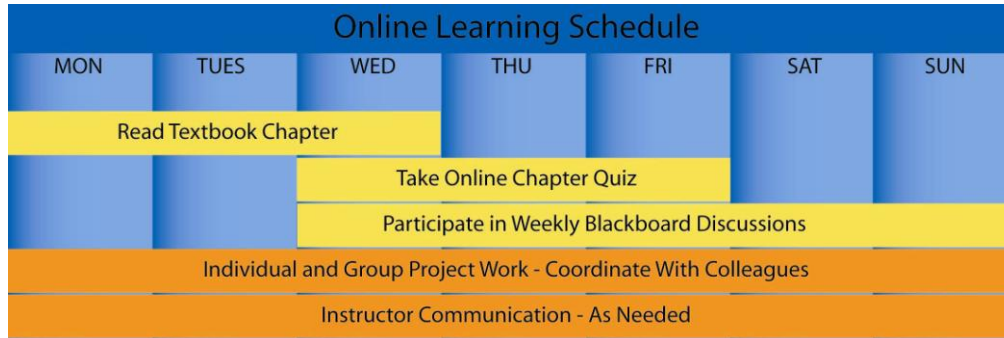 Online Learning Schedule
MON TUES WED THU FRI SAT SUN
Read Textbook Chapter
Take Online Chapter Quiz
Participate in Weekly Blackboard Discussions
Individual and Group Project Work - Coordinate With Colleagues
Instructor Communication - As Needed